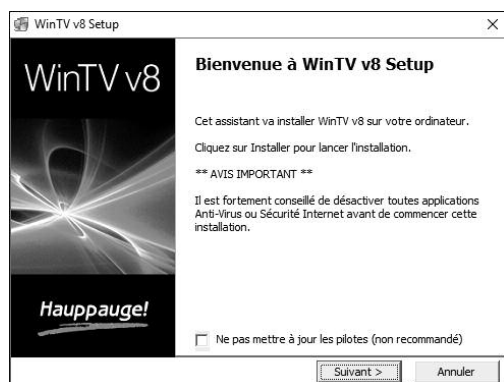 WinTV v8 Setup
WinTV v8
Hauppauge!
Bienvenue à WinTV v8 Setup
Cet assistant va installer WinTV v8 sur votre ordinateur.
Cliquez sur Installer pour lancer l'installation.
** AVIS IMPORTANT **
Il est fortement conseillé de désactiver toutes applications
Anti-Virus ou Sécurité Internet avant de commencer cette
installation.
Ne pas mettre à jour les pilotes (non recommandé)
Suivant >
Annuler